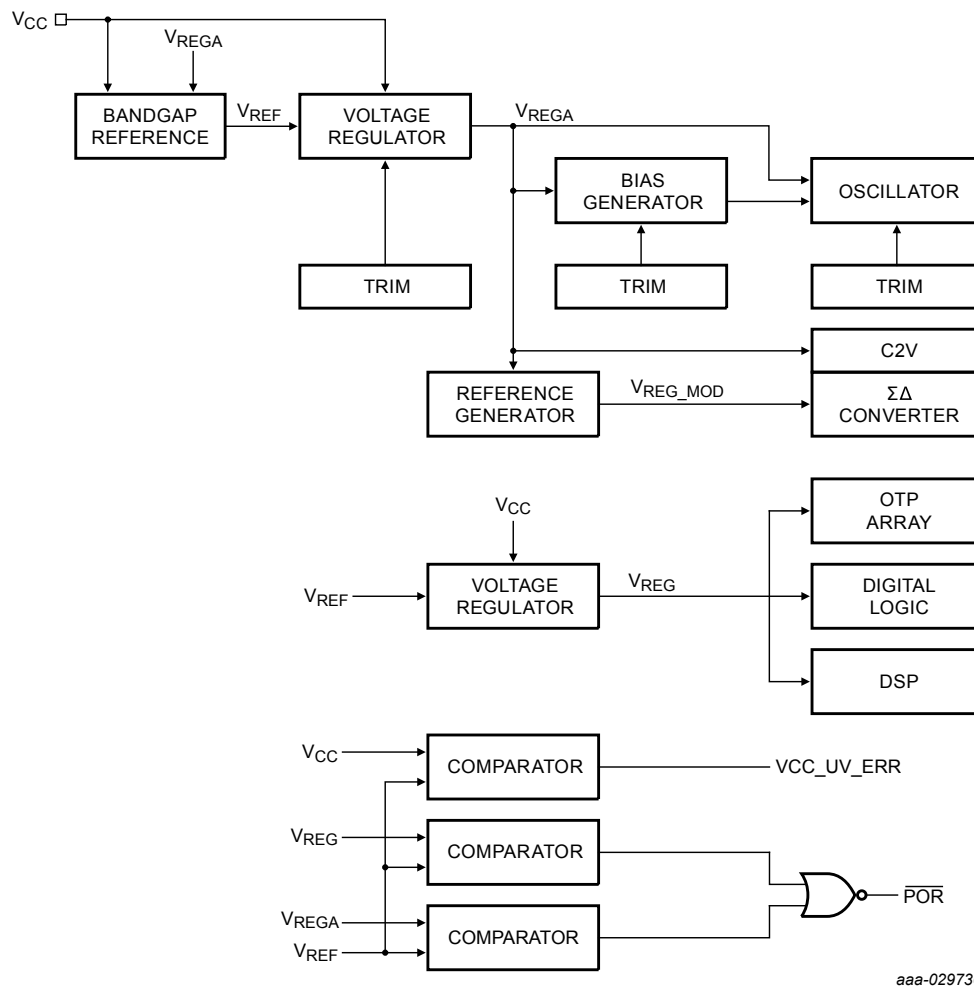 VCC
VREGA
BANDGAP
REFERENCE
VREF
VOLTAGE
REGULATOR
VREGA
BIAS
GENERATOR
OSCILLATOR
TRIM
TRIM
TRIM
C2V
REFERENCE
GENERATOR
VREG_MOD
ΣΔ
CONVERTER
OTP
ARRAY
VCC
VREF
VOLTAGE
REGULATOR
VREG
DIGITAL
LOGIC
DSP
VCC
COMPARATOR
VCC_UV_ERR
VREG
COMPARATOR
POR
VREGA
VREF
COMPARATOR
aaa-02973